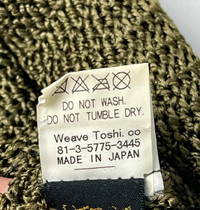 DO NOT WASH.
DO NOT TUMBLE DRY.
Weave Toshi.co
81-3-5775-3445
MADE IN JAPAN